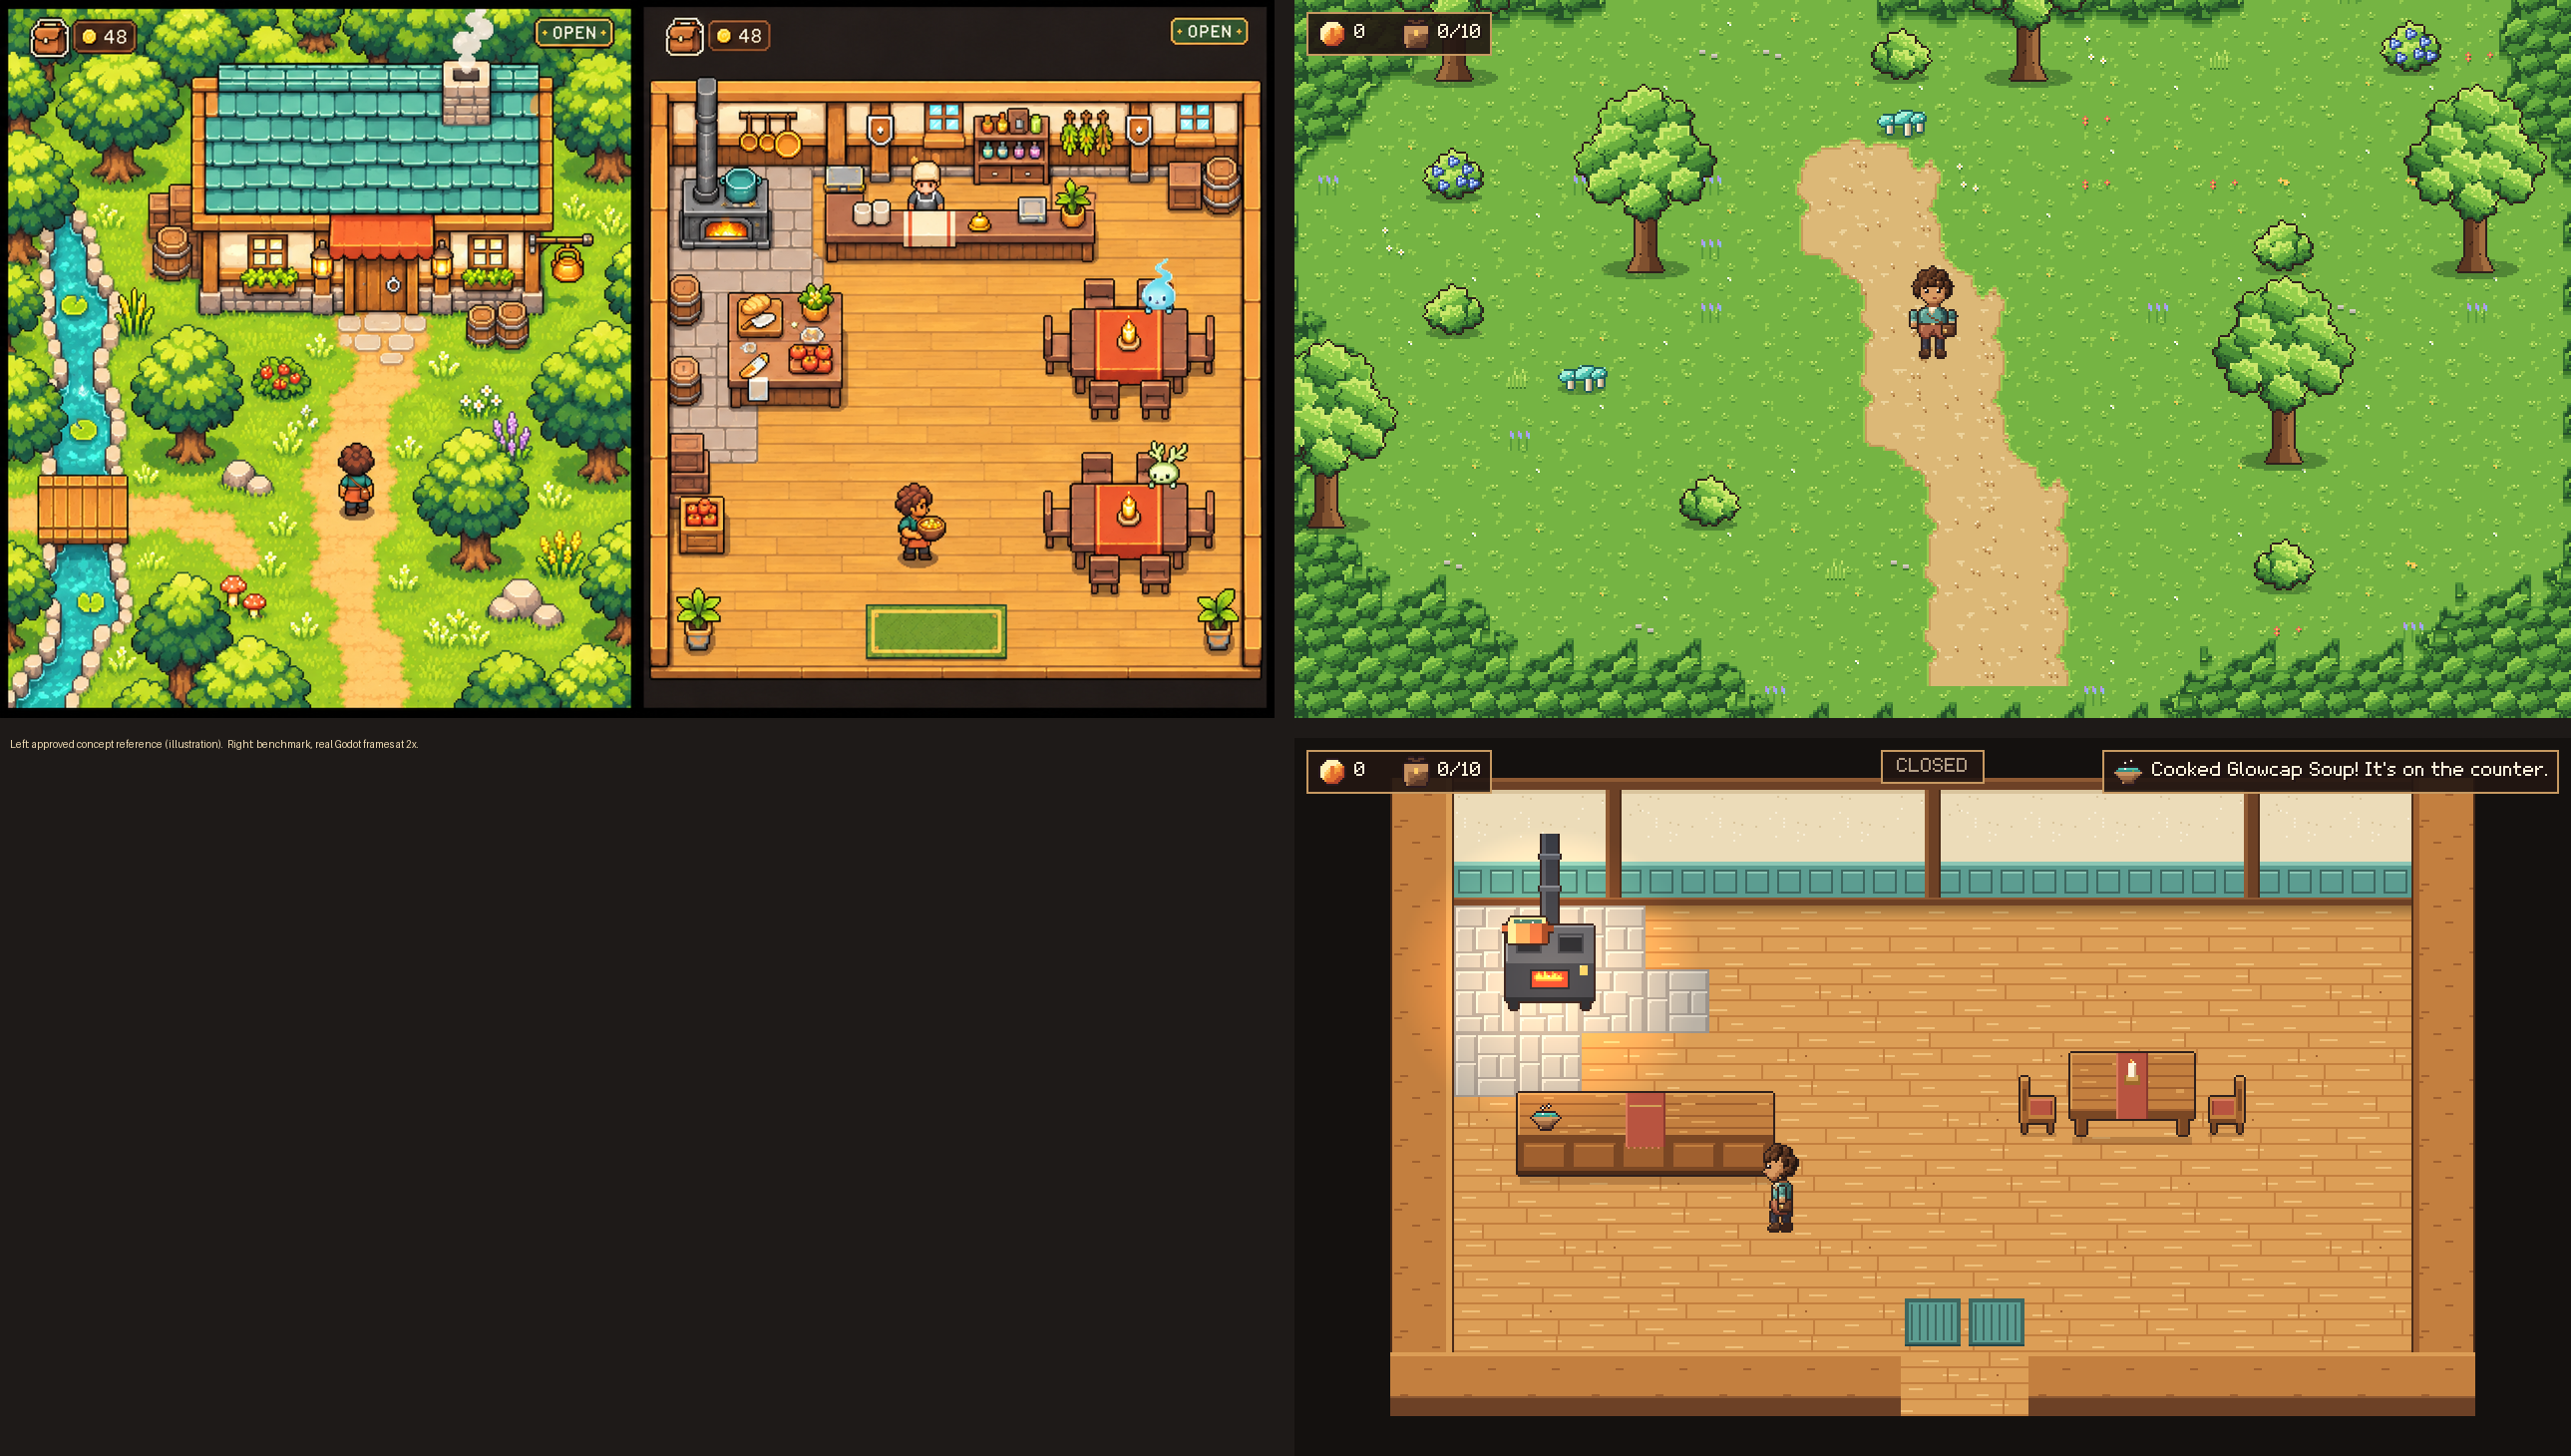 48
OPEN
48
OPEN
0
0/10
Left approved concept reference (illustration). Right benchmark, real Godot frames at 2x.
0
0/10
CLOSED
Cooked Glowcap Soup! It's on the counter.